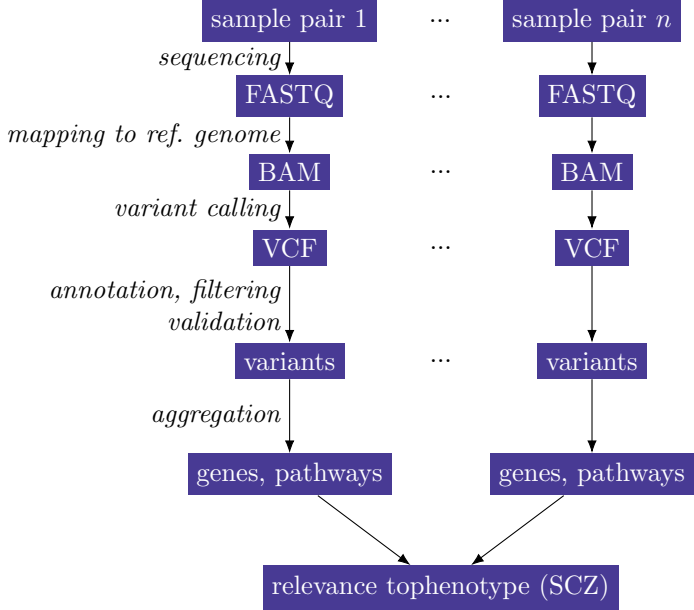 sample pair 1 ... sample pair n
sequencing
FASTQ ... FASTQ
mapping to ref. genome
BAM ... BAM
variant calling
VCF ... VCF
annotation, filtering
validation
variants ... variants
aggregation
genes, pathways genes, pathways
relevance tophenotype (SCZ)